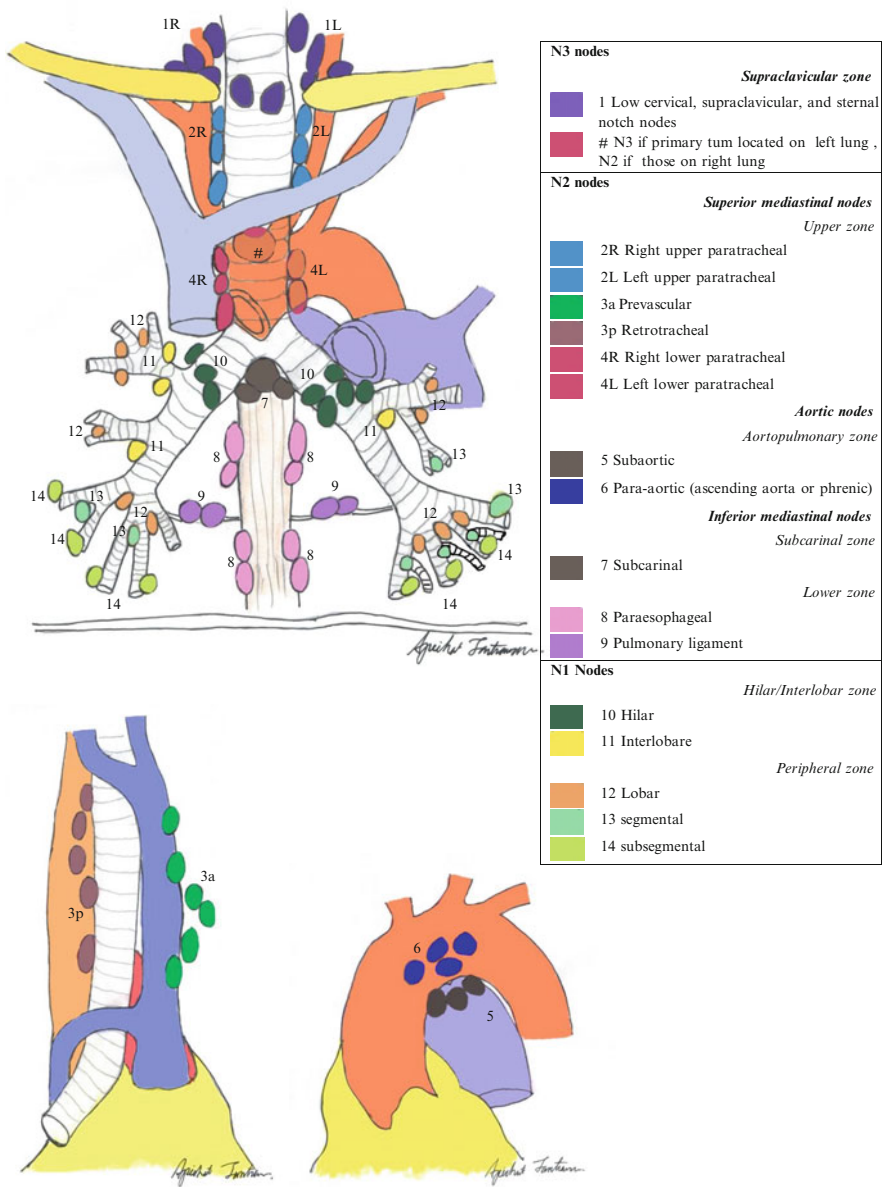 1R
1L
2R
2L
#
4R
4L
12
11
10
10
12
7
11
12
11
8
8
13
9
9
14
13
12
13
12
14
13
14
8
8
14
14
3a
3p
6
5
N3 nodes
Supraclavicular zone
1 Low cervical, supraclavicular, and sternal
notch nodes
# N3 if primary tum located on left lung ,
N2 if those on right lung
N2 nodes
Superior mediastinal nodes
Upper zone
2R Right upper paratracheal
2L Left upper paratracheal
3a Prevascular
3p Retrotracheal
4R Right lower paratracheal
4L Left lower paratracheal
Aortic nodes
Aortopulmonary zone
5 Subaortic
6 Para-aortic (ascending aorta or phrenic)
Inferior mediastinal nodes
Subcarinal zone
7 Subcarinal
Lower zone
8 Paraesophageal
9 Pulmonary ligament
N1 Nodes
Hilar/Interlobar zone
10 Hilar
11 Interlobare
Peripheral zone
12 Lobar
13 segmental
14 subsegmental